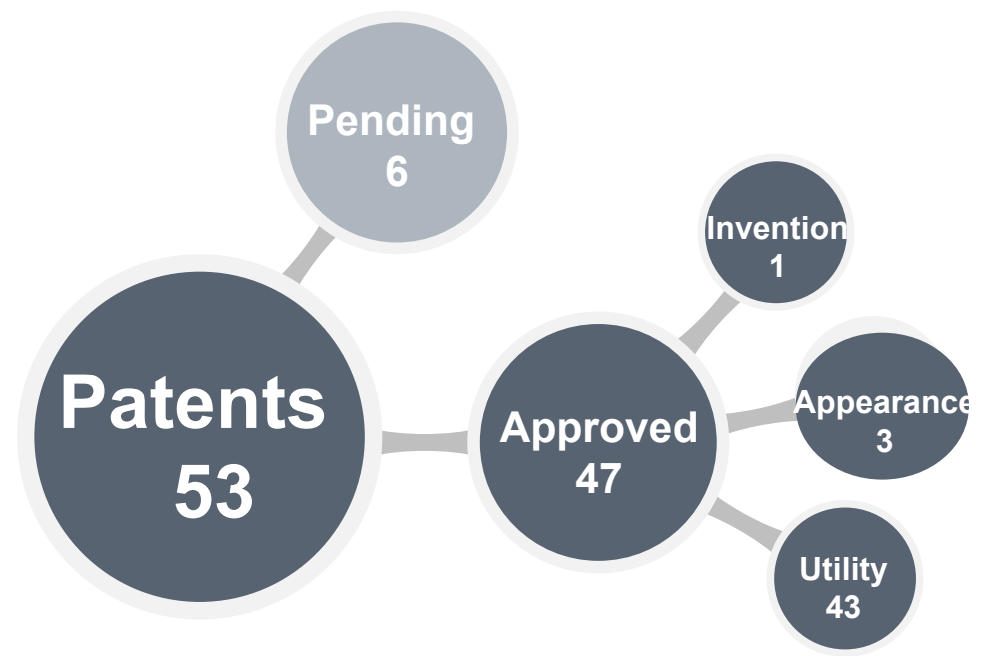 Pending
6
Patents
53
Approved
47
Invention
1
Appearance
3
Utility
43